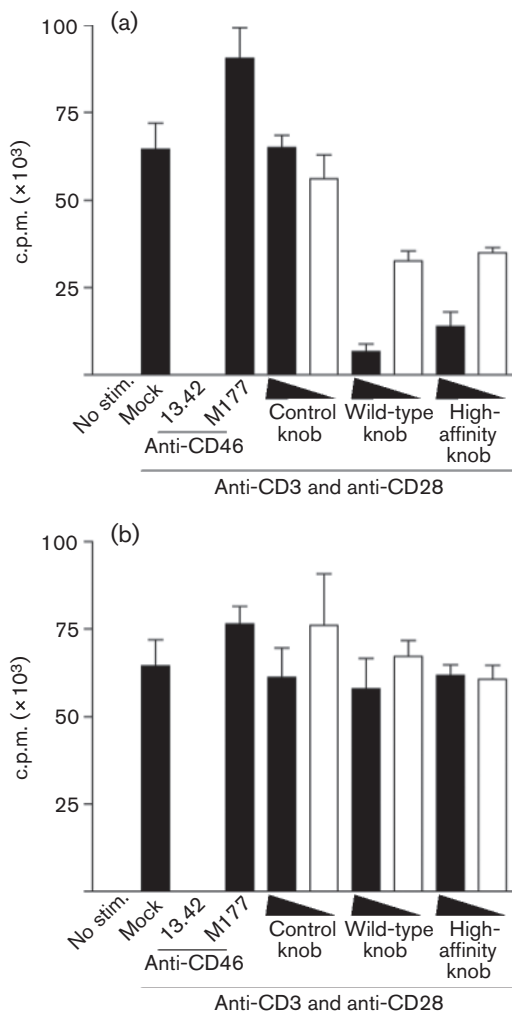 (a)
100
75
50
25
c.p.m. (×10³)
No stim.
Mock
13.42
M177
Control
knob
Wild-type
knob
High-
affinity
knob
Anti-CD46
Anti-CD3 and anti-CD28
(b)
100
75
50
25
c.p.m. (×10³)
No stim.
Mock
13.42
M177
Control
knob
Wild-type
knob
High-
affinity
knob
Anti-CD46
Anti-CD3 and anti-CD28